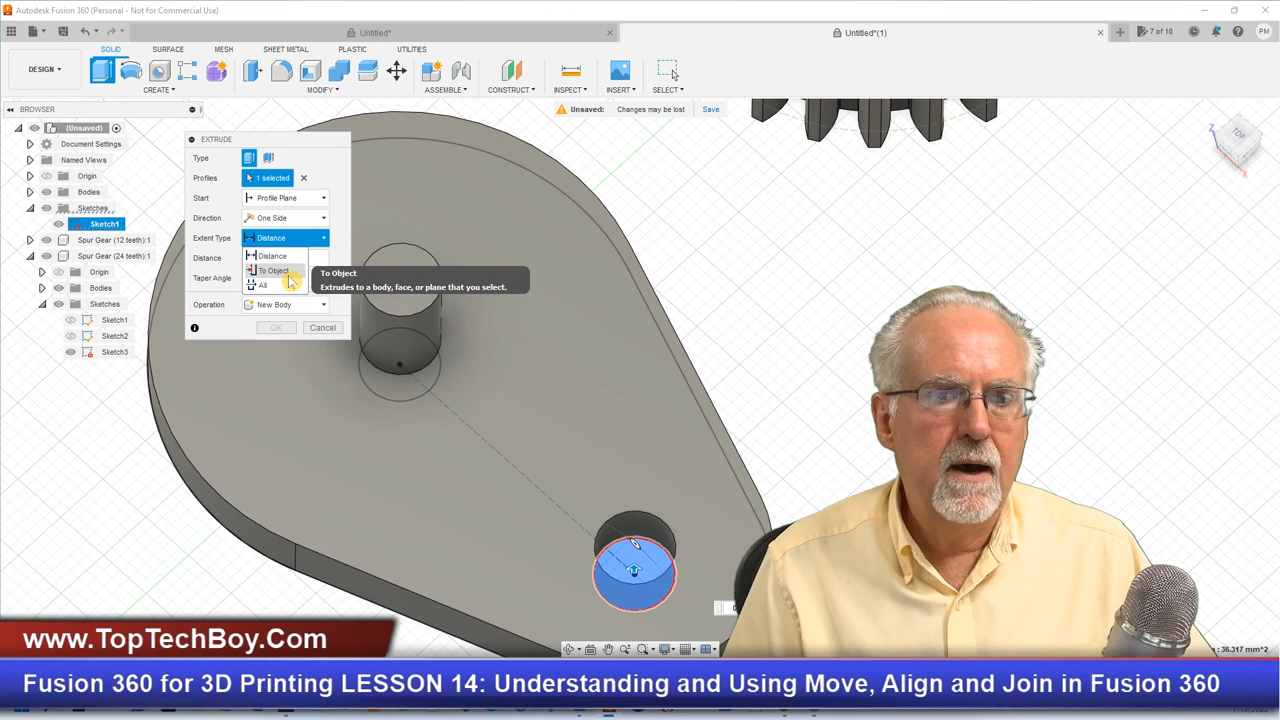 Autodesk Fusion 360 (Personal - Not for Commercial Use)
Untitled*
Untitled*(1)
7 of 10
PM
SOLID
SURFACE
MESH
SHEET METAL
PLASTIC
UTILITIES
DESIGN
CREATE
MODIFY
ASSEMBLE
CONSTRUCT
INSPECT
INSERT
SELECT
BROWSER
Unsaved:
Changes may be lost
Save
(Unsaved)
Document Settings
Named Views
Origin
Bodies
Sketches
Sketch1
Spur Gear (12 teeth):1
Spur Gear (24 teeth):1
Origin
Bodies
Sketches
Sketch1
Sketch2
Sketch3
EXTRUDE
Type
Profiles
1 selected
Start
Profile Plane
Direction
One Side
Extent Type
Distance
Distance
Distance
To Object
Taper Angle
All
Operation
New Body
OK
Cancel
To Object
Extrudes to a body, face, or plane that you select.
TOP
Z
X
: 36.317 mm^2
www.TopTechBoy.Com
Fusion 360 for 3D Printing LESSON 14: Understanding and Using Move, Align and Join in Fusion 360